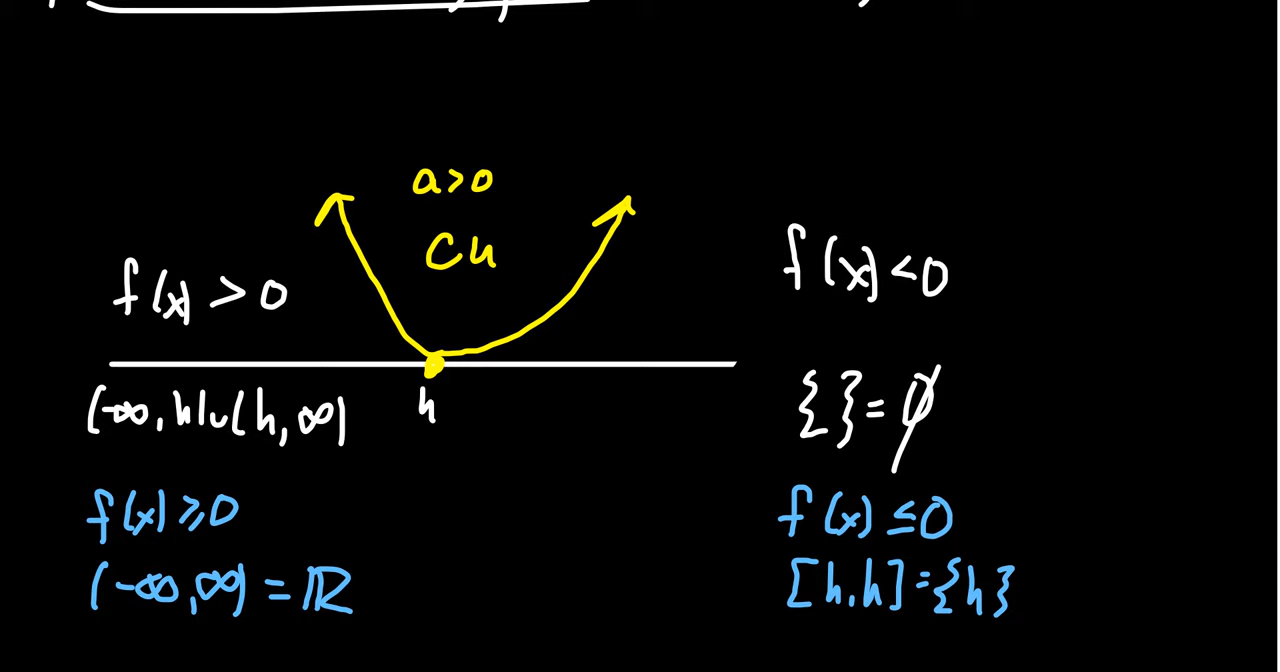 a>0
CU
f(x) > 0
f(x) < 0
h
(-∞, h)∪(h, ∞)
{ } = ∅
f(x) ≥ 0
f(x) ≤ 0
(-∞, ∞) = ℝ
[h, h] = {h}